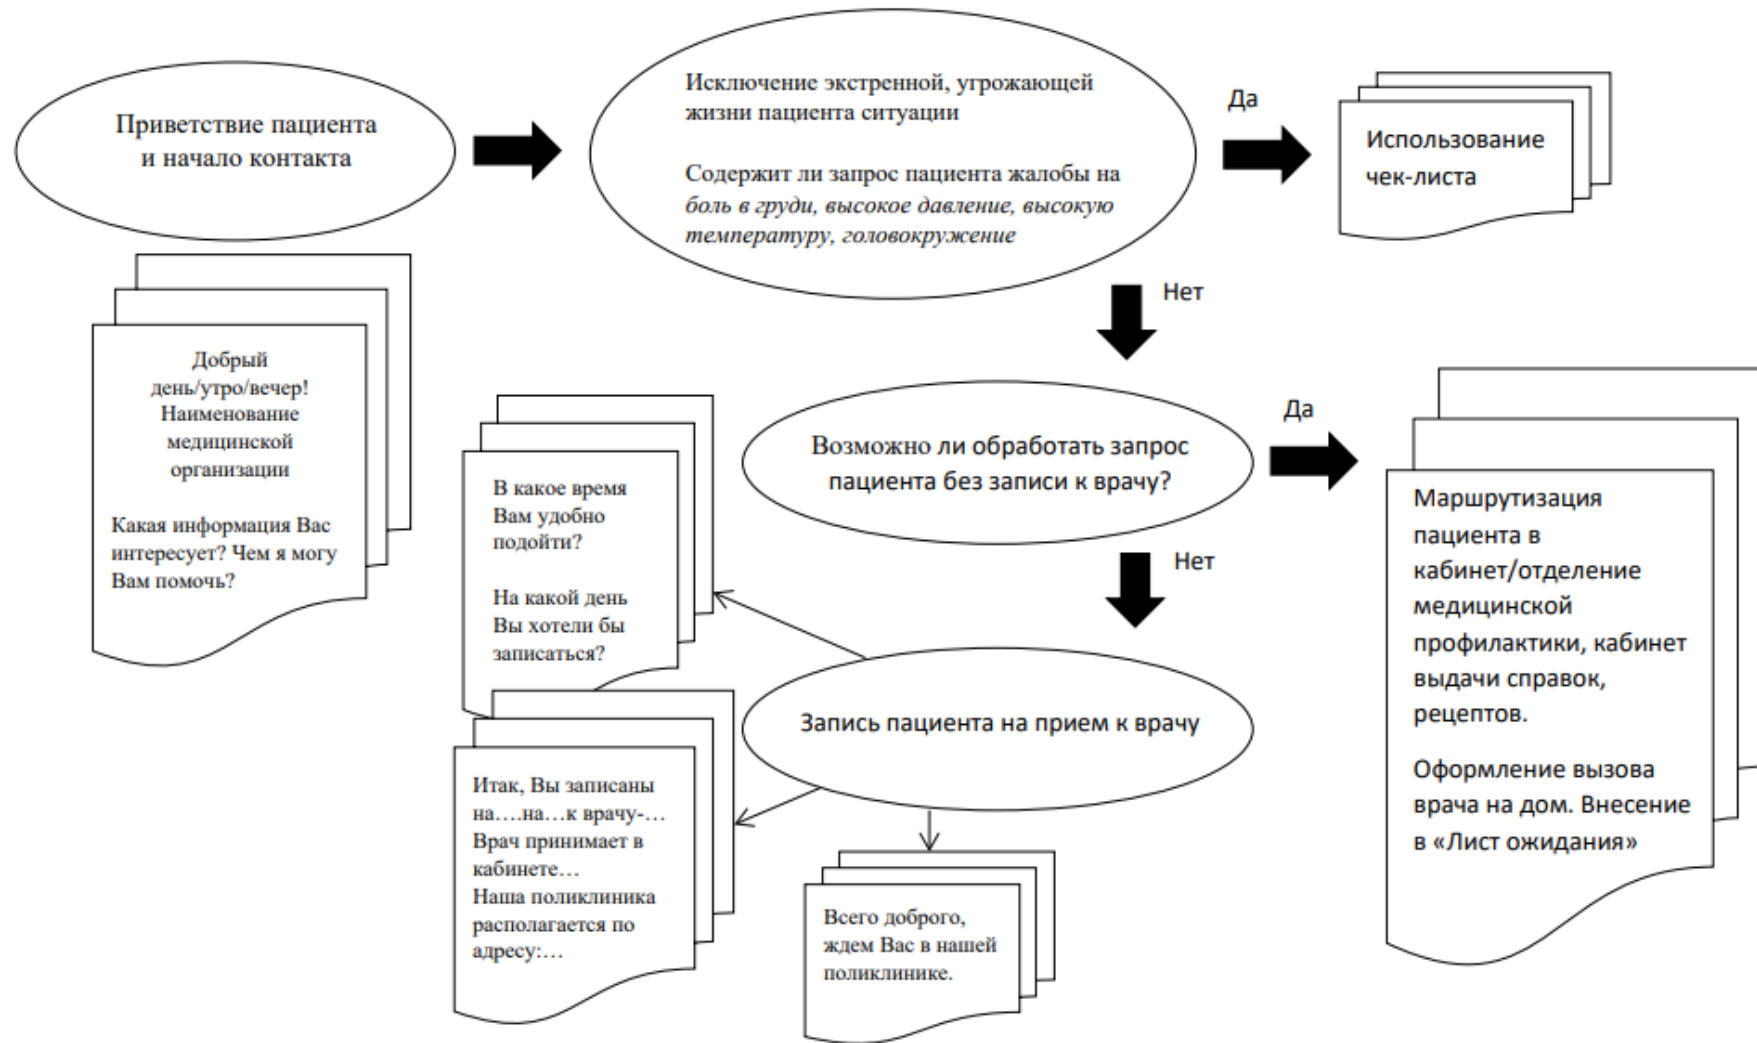 Приветствие пациента
и начало контакта
Исключение экстренной, угрожающей
жизни пациента ситуации
Содержит ли запрос пациента жалобы на
боль в груди, высокое давление, высокую
температуру, головокружение
Да
Использование
чек-листа
Нет
Добрый
день/утро/вечер!
Наименование
медицинской
организации
Какая информация Вас
интересует? Чем я могу
Вам помочь?
Возможно ли обработать запрос
пациента без записи к врачу?
Да
Маршрутизация
пациента в
кабинет/отделение
медицинской
профилактики, кабинет
выдачи справок,
рецептов.
Оформление вызова
врача на дом. Внесение
в «Лист ожидания»
Нет
В какое время
Вам удобно
подойти?
На какой день
Вы хотели бы
записаться?
Запись пациента на прием к врачу
Итак, Вы записаны
на….на…к врачу-…
Врач принимает в
кабинете…
Наша поликлиника
располагается по
адресу:…
Всего доброго,
ждем Вас в нашей
поликлинике.